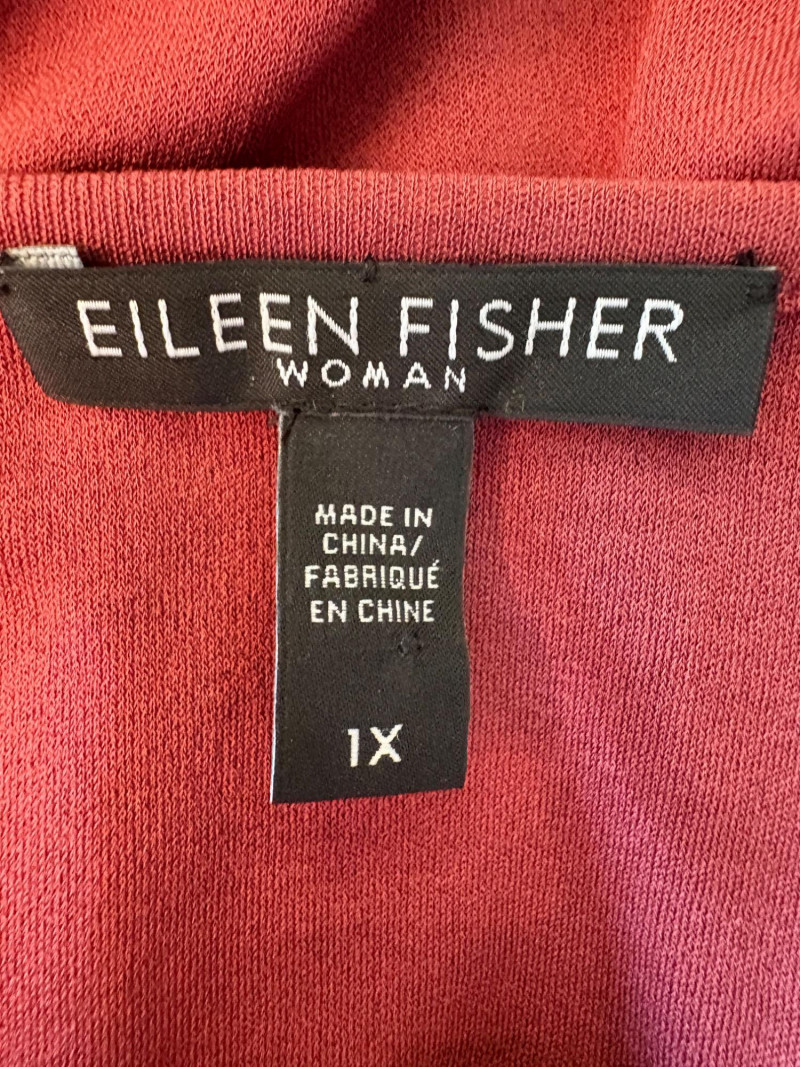 EILEEN FISHER
WOMAN
MADE IN
CHINA/
FABRIQUÉ
EN CHINE
1X